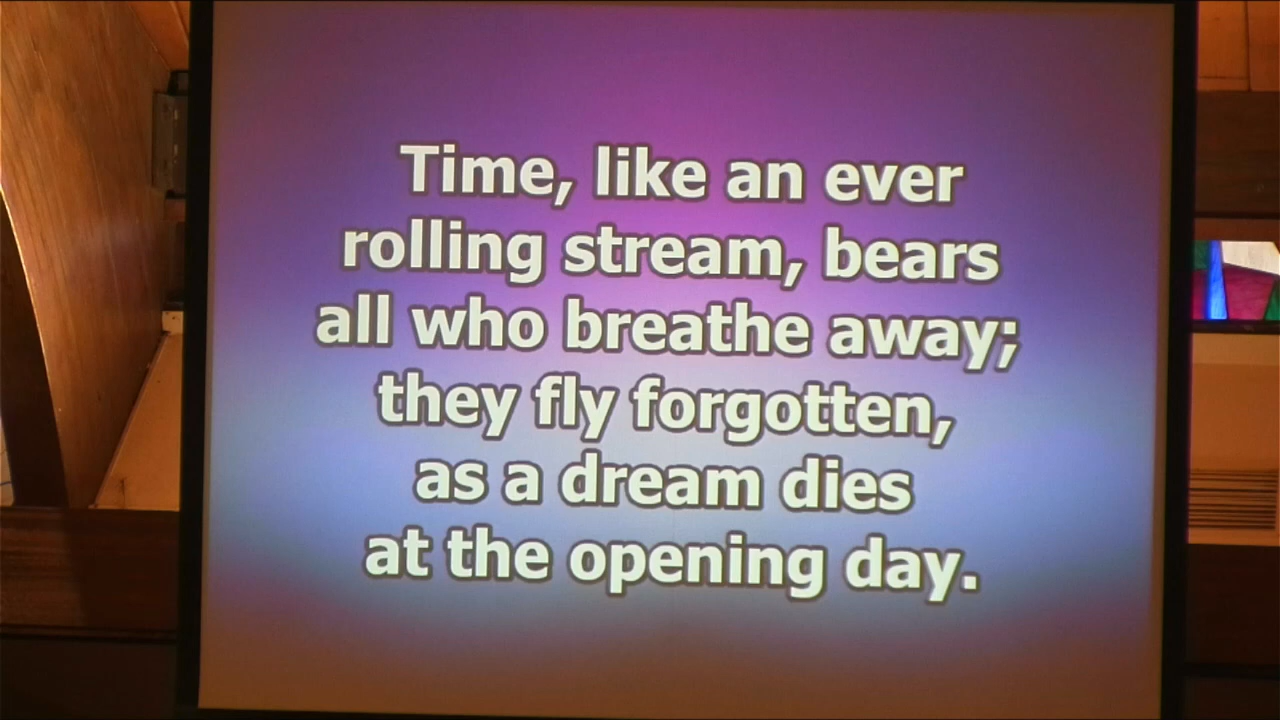 Time, like an ever
rolling stream, bears
all who breathe away;
they fly forgotten,
as a dream dies
at the opening day.